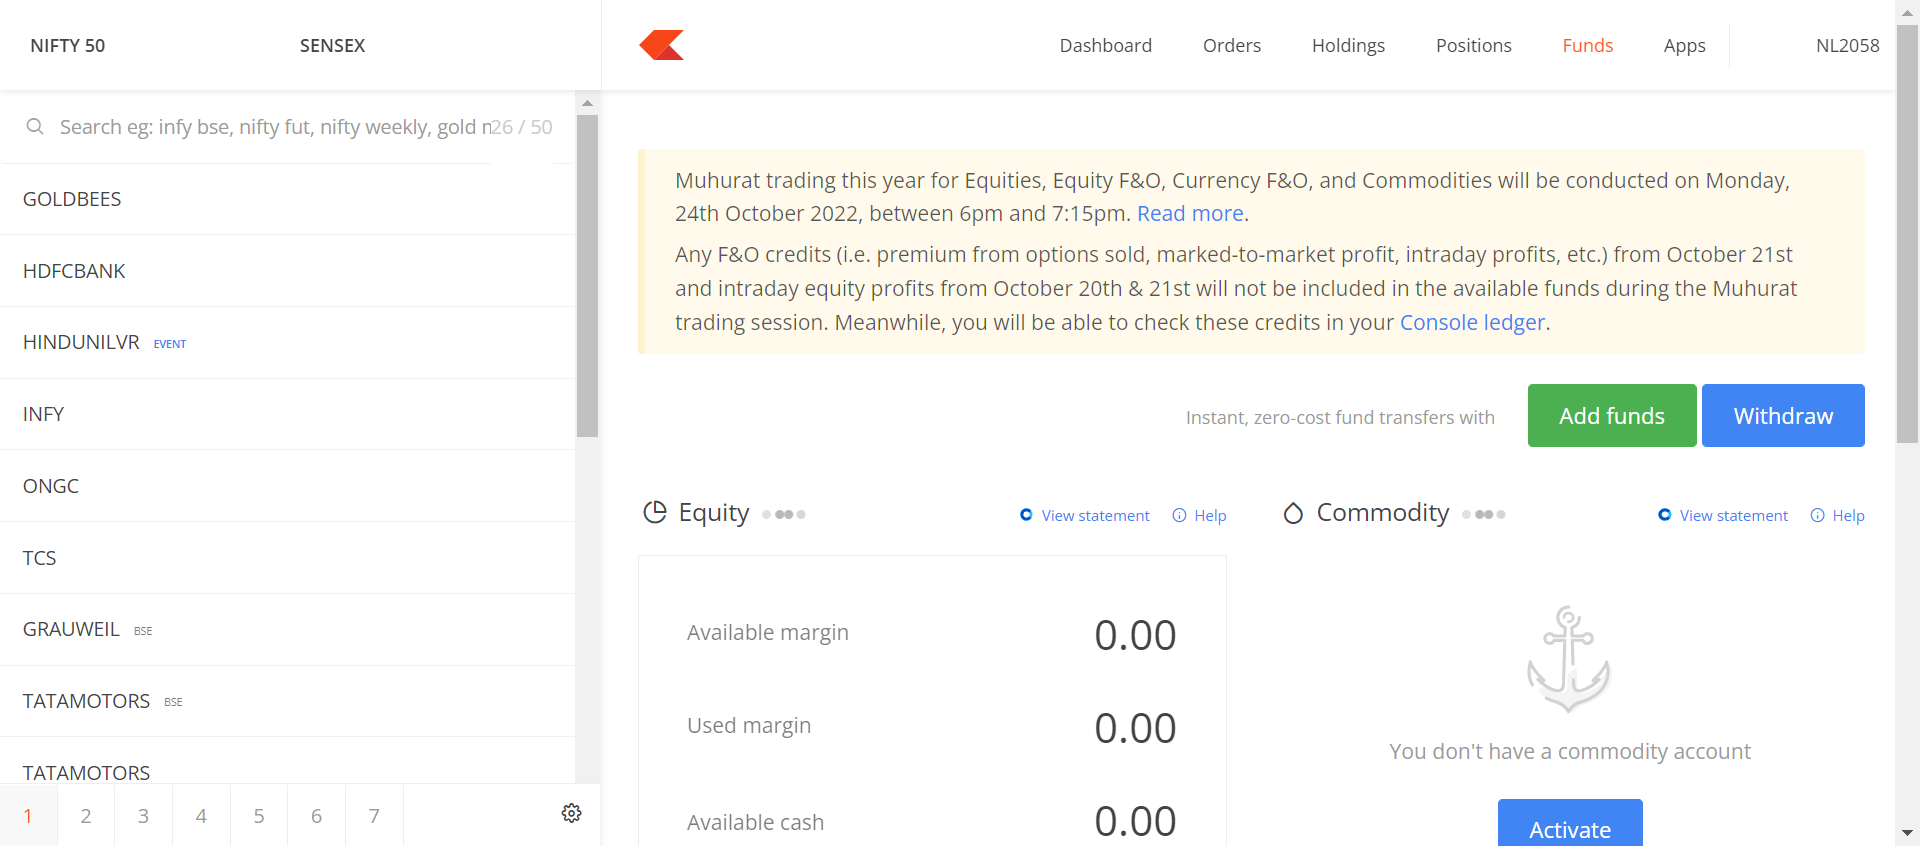 NIFTY 50
SENSEX
Dashboard
Orders
Holdings
Positions
Funds
Apps
NL2058
Search eg: infy bse, nifty fut, nifty weekly, gold
26 / 50
GOLDBEES
HDFCBANK
HINDUNILVR EVENT
INFY
ONGC
TCS
GRAUWEIL BSE
TATAMOTORS BSE
TATAMOTORS
1 2 3 4 5 6 7
Muhurat trading this year for Equities, Equity F&O, Currency F&O, and Commodities will be conducted on Monday,
24th October 2022, between 6pm and 7:15pm. Read more.
Any F&O credits (i.e. premium from options sold, marked-to-market profit, intraday profits, etc.) from October 21st
and intraday equity profits from October 20th & 21st will not be included in the available funds during the Muhurat
trading session. Meanwhile, you will be able to check these credits in your Console ledger.
Instant, zero-cost fund transfers with
Add funds
Withdraw
Equity
View statement
Help
Available margin 0.00
Used margin 0.00
Available cash 0.00
Commodity
View statement
Help
You don't have a commodity account
Activate